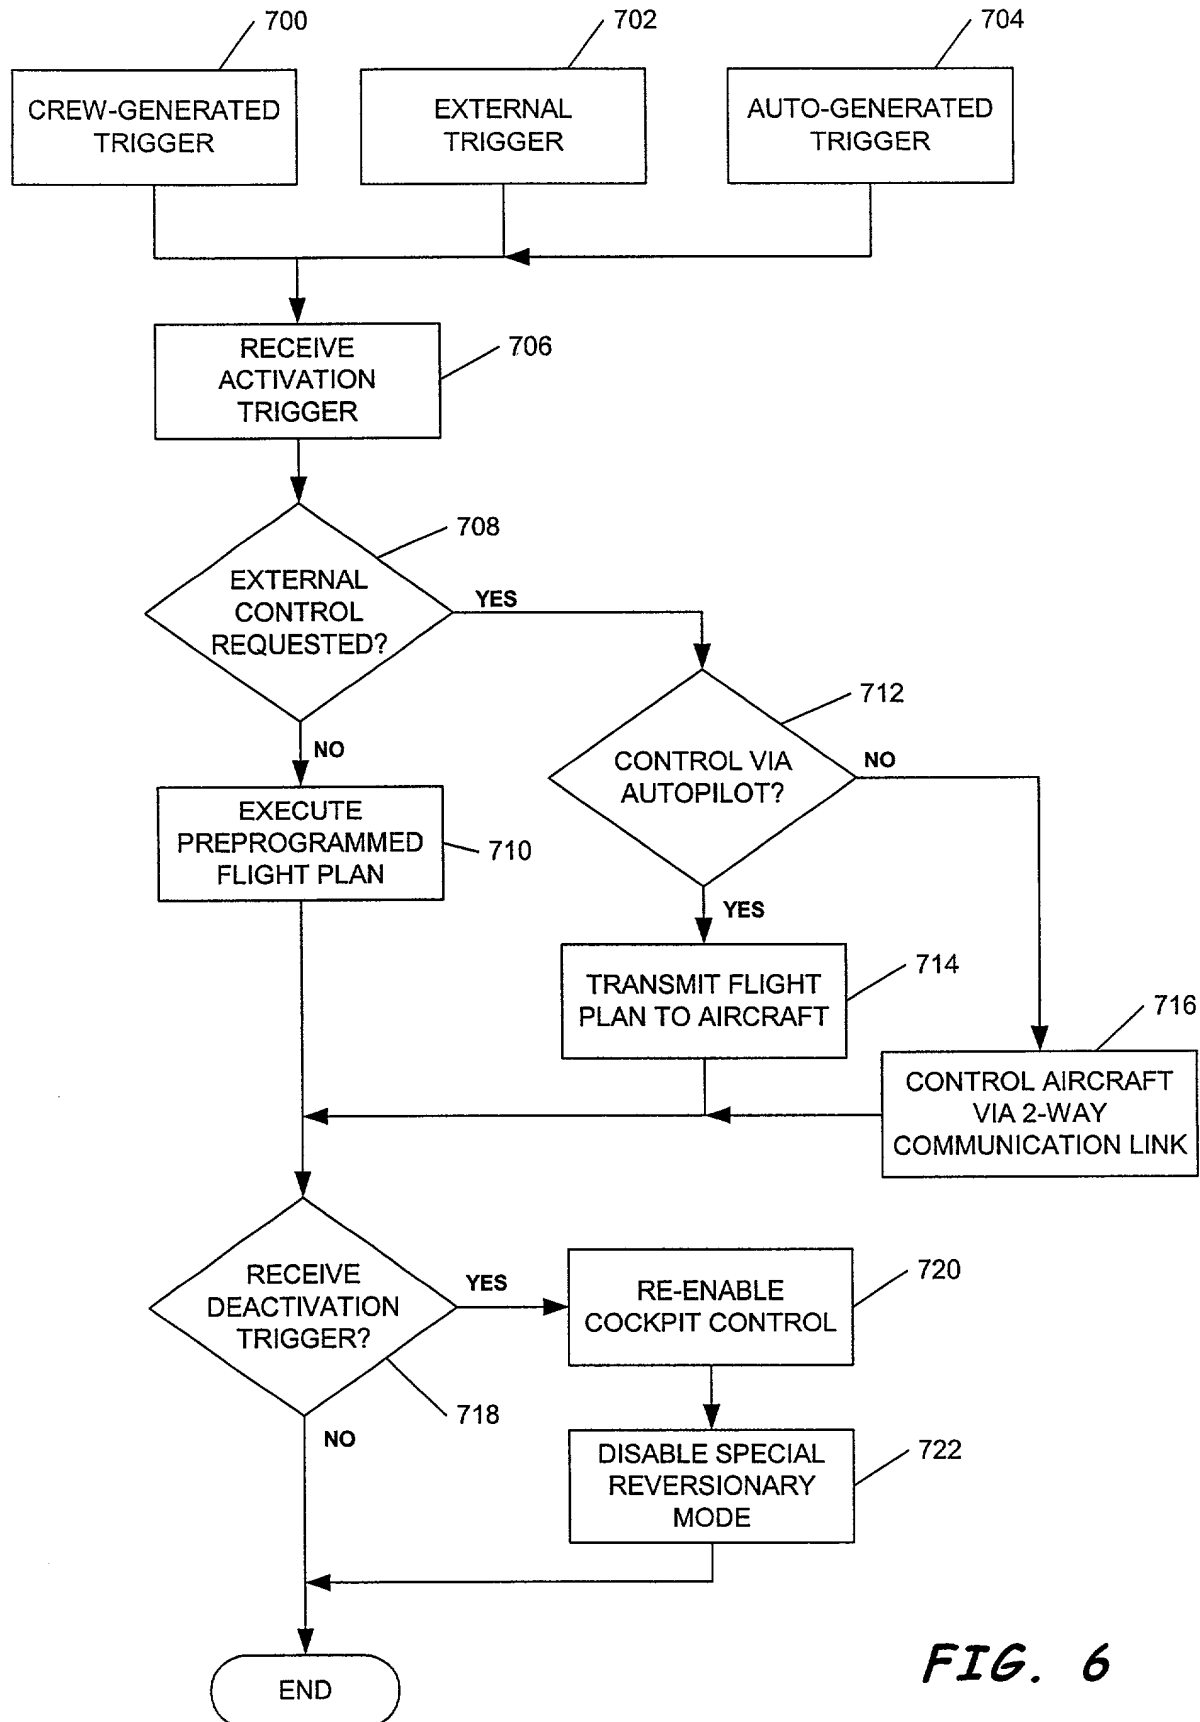 700
702
704
CREW-GENERATED
TRIGGER
EXTERNAL
TRIGGER
AUTO-GENERATED
TRIGGER
RECEIVE
ACTIVATION
TRIGGER
706
708
EXTERNAL
CONTROL
REQUESTED?
YES
NO
712
CONTROL VIA
AUTOPILOT?
NO
YES
EXECUTE
PREPROGRAMMED
FLIGHT PLAN
710
TRANSMIT FLIGHT
PLAN TO AIRCRAFT
714
716
CONTROL AIRCRAFT
VIA 2-WAY
COMMUNICATION LINK
RECEIVE
DEACTIVATION
TRIGGER?
YES
718
NO
RE-ENABLE
COCKPIT CONTROL
720
DISABLE SPECIAL
REVERSIONARY
MODE
722
END
FIG. 6